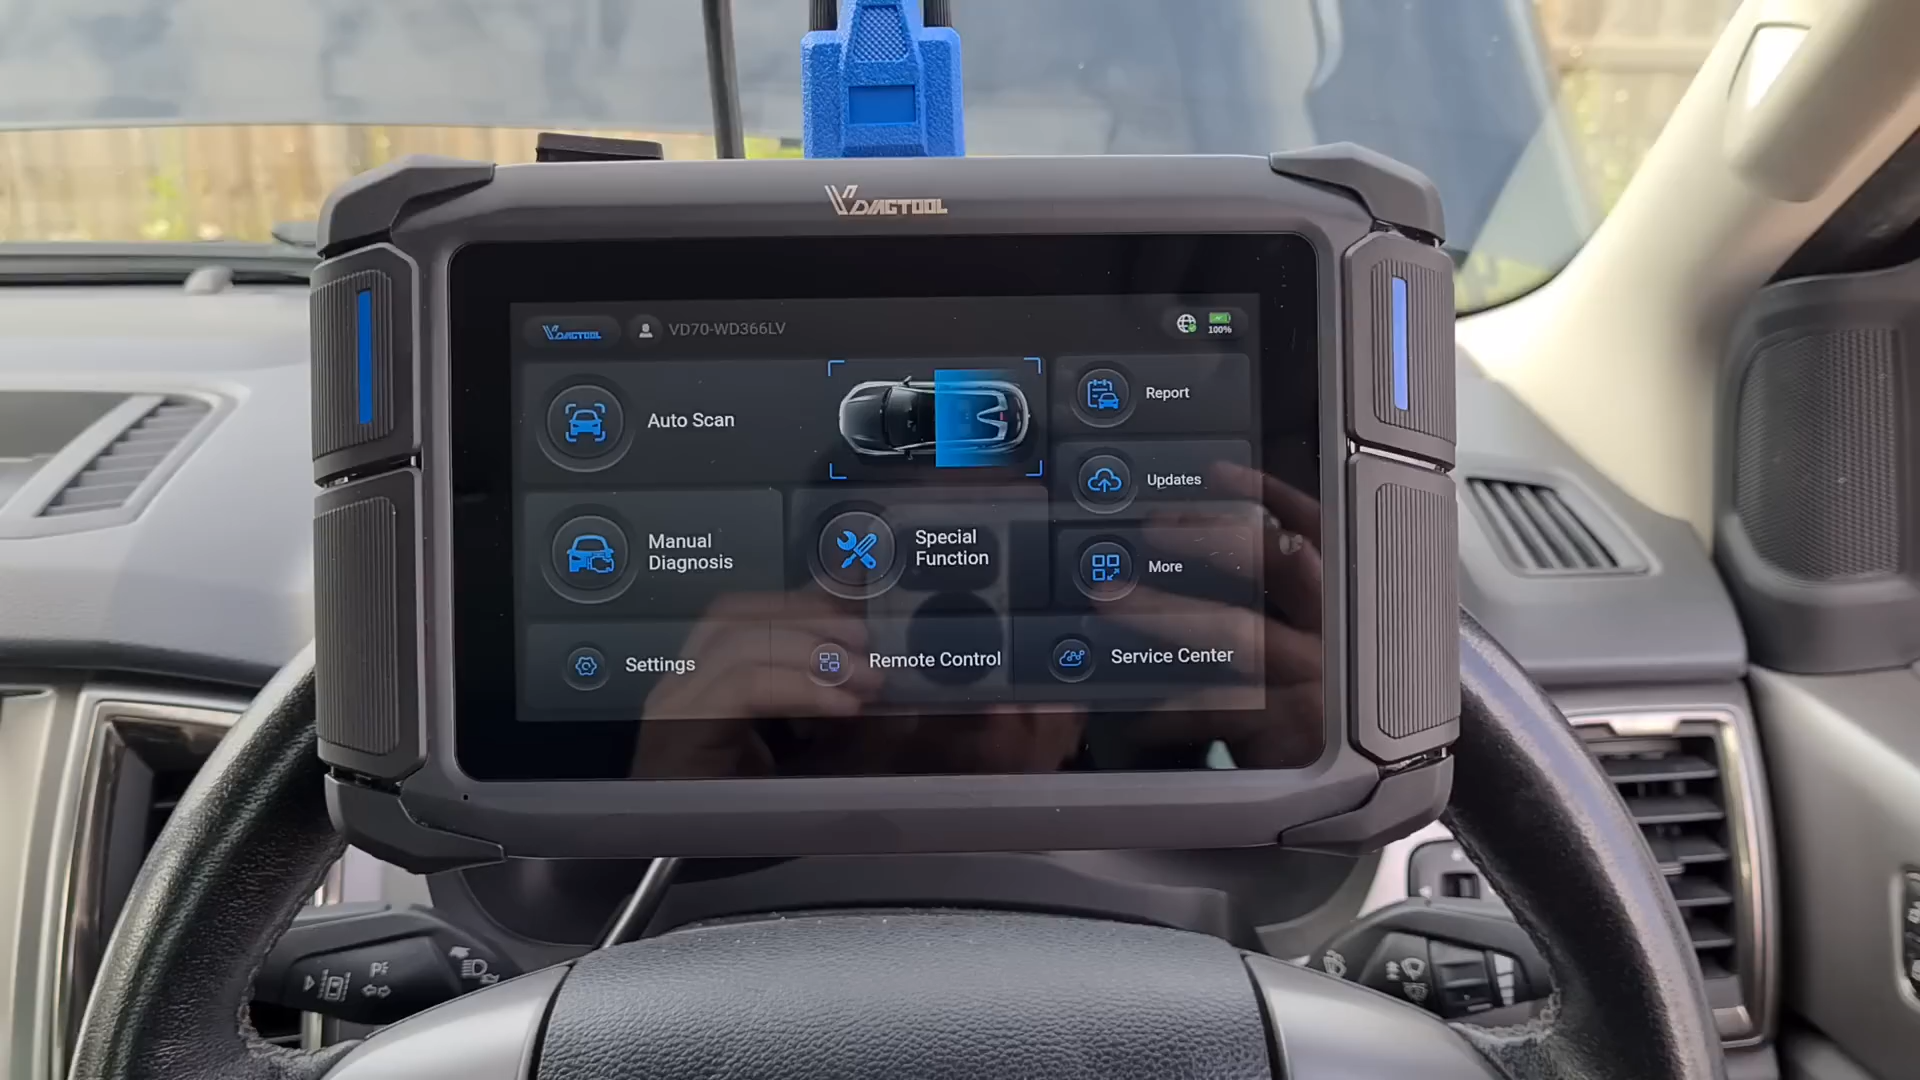 VDIAGTOOL
VDIAGTOOL
VD70-WD366LV
100%
Auto Scan
Report
Updates
Manual
Diagnosis
Special
Function
More
Settings
Remote Control
Service Center
P